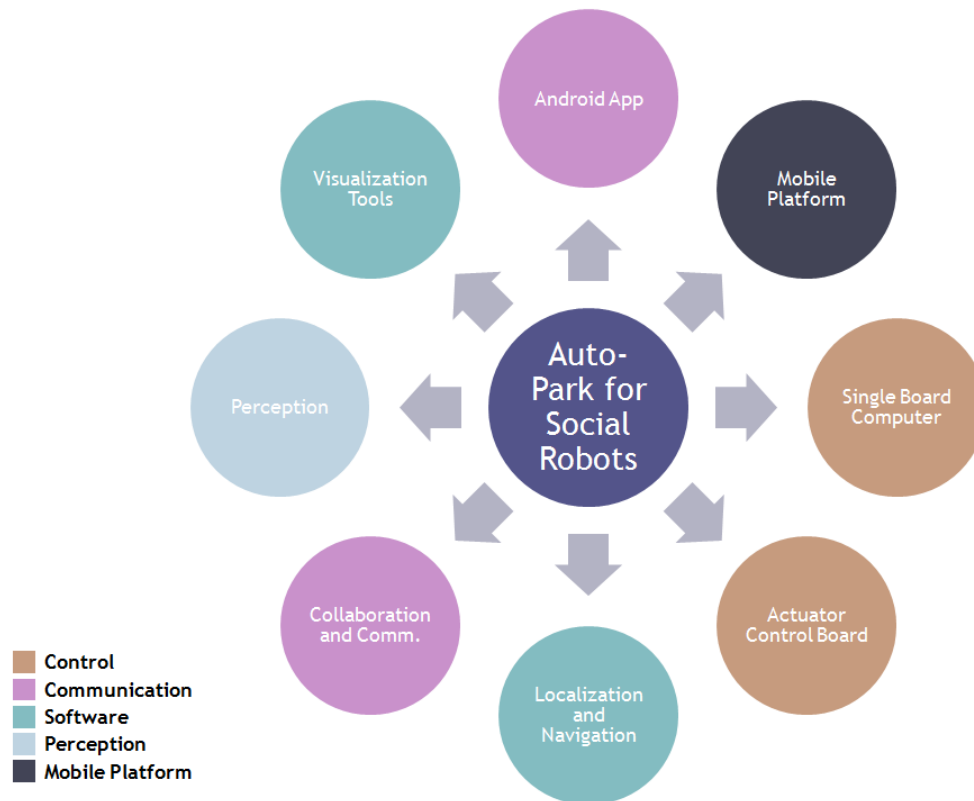 Android App
Visualization
Tools
Mobile
Platform
Auto-
Park for
Social
Robots
Perception
Single Board
Computer
Collaboration
and Comm.
Actuator
Control Board
Localization
and
Navigation
Control
Communication
Software
Perception
Mobile Platform